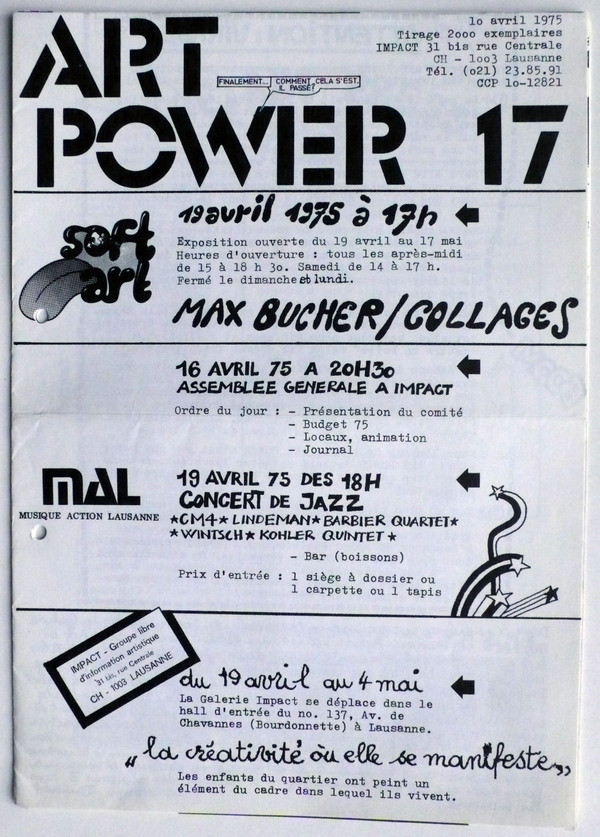 ART
POWER 17
FINALEMENT... COMMENT CELA S'EST-IL PASSÉ?
10 avril 1975
Tirage 2000 exemplaires
IMPACT 31 bis rue Centrale
CH - 1003 Lausanne
Tél. (021) 23.85.91
CCP 10-12821
soft
art
19 avril 1975 à 17h
Exposition ouverte du 19 avril au 17 mai
Heures d'ouverture : tous les après-midi
de 15 à 18 h 30. Samedi de 14 à 17 h.
Fermé le dimanche et lundi.
MAX BUCHER/COLLAGES
16 AVRIL 75 A 20H30
ASSEMBLEE GENERALE A IMPACT
Ordre du jour : - Présentation du comité
- Budget 75
- Locaux, animation
- Journal
MAL
MUSIQUE ACTION LAUSANNE
19 AVRIL 75 DES 18H
CONCERT DE JAZZ
★CM4★ LINDEMAN★ BARBIER QUARTET★
★WINTSCH★ KOHLER QUINTET★
- Bar (boissons)
Prix d'entrée : 1 siège à dossier ou
1 carpette ou 1 tapis
IMPACT - Groupe libre
d'information artistique
31 bis, rue Centrale
CH - 1003 LAUSANNE
du 19 avril au 4 mai
La Galerie Impact se déplace dans le
hall d'entrée du no. 137, Av. de
Chavannes (Bourdonnette) à Lausanne.
"la créativité où elle se manifeste"
Les enfants du quartier ont peint un
élément du cadre dans lequel ils vivent.